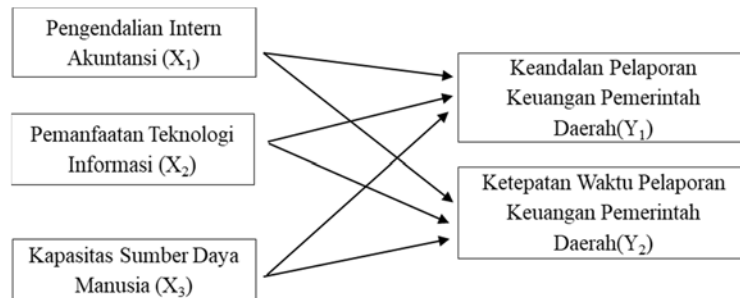 Pengendalian Intern
Akuntansi (X₁)
Pemanfaatan Teknologi
Informasi (X₂)
Kapasitas Sumber Daya
Manusia (X₃)
Keandalan Pelaporan
Keuangan Pemerintah
Daerah(Y₁)
Ketepatan Waktu Pelaporan
Keuangan Pemerintah
Daerah(Y₂)